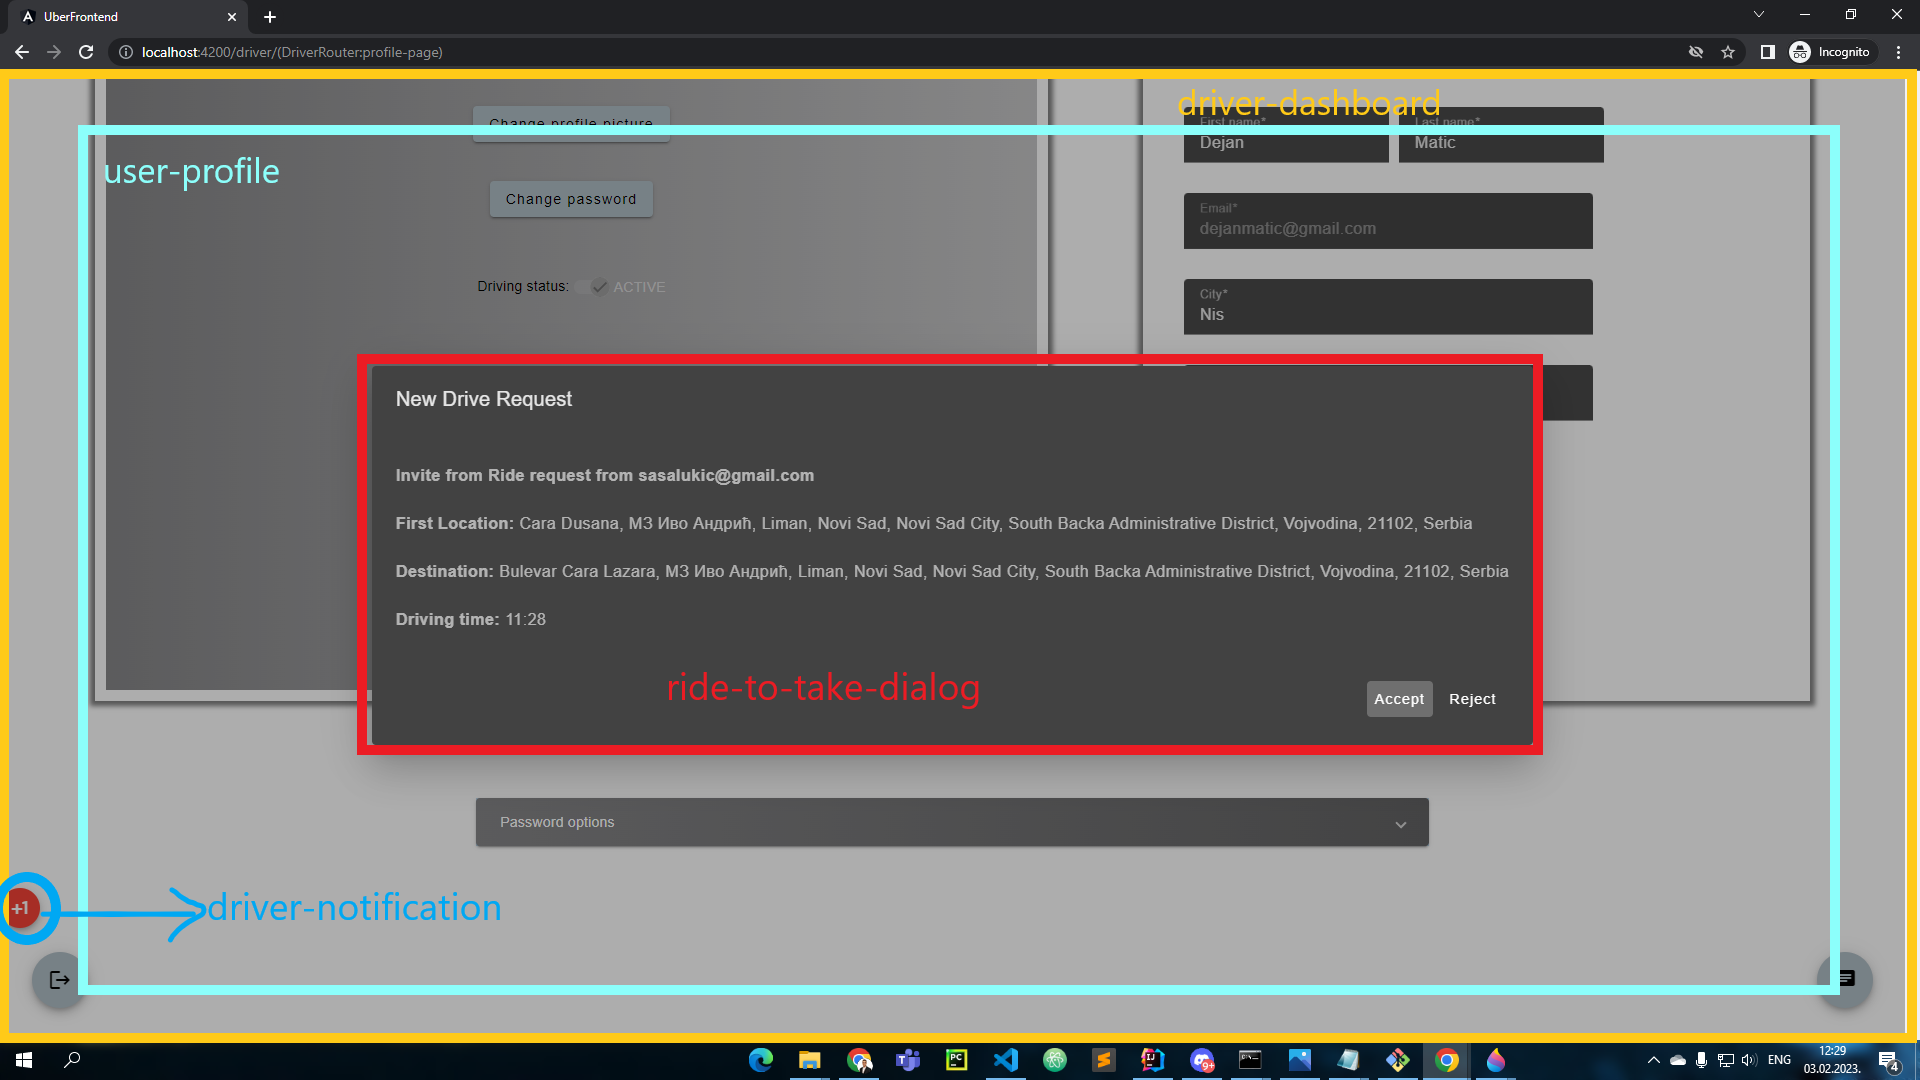 UberFrontend
localhost:4200/driver/(DriverRouter:profile-page)
Incognito
driver-dashboard
Change profile picture
First name*
Last name*
Dejan
Matic
user-profile
Change password
Email*
dejanmatic@gmail.com
Driving status:
ACTIVE
City*
Nis
New Drive Request
Invite from Ride request from sasalukic@gmail.com
First Location: Cara Dusana, МЗ Иво Андрић, Liman, Novi Sad, Novi Sad City, South Backa Administrative District, Vojvodina, 21102, Serbia
Destination: Bulevar Cara Lazara, МЗ Иво Андрић, Liman, Novi Sad, Novi Sad City, South Backa Administrative District, Vojvodina, 21102, Serbia
Driving time: 11:28
ride-to-take-dialog
Accept
Reject
Password options
+1
driver-notification
ENG
12:29
03.02.2023.
4
9+
PC
IJ